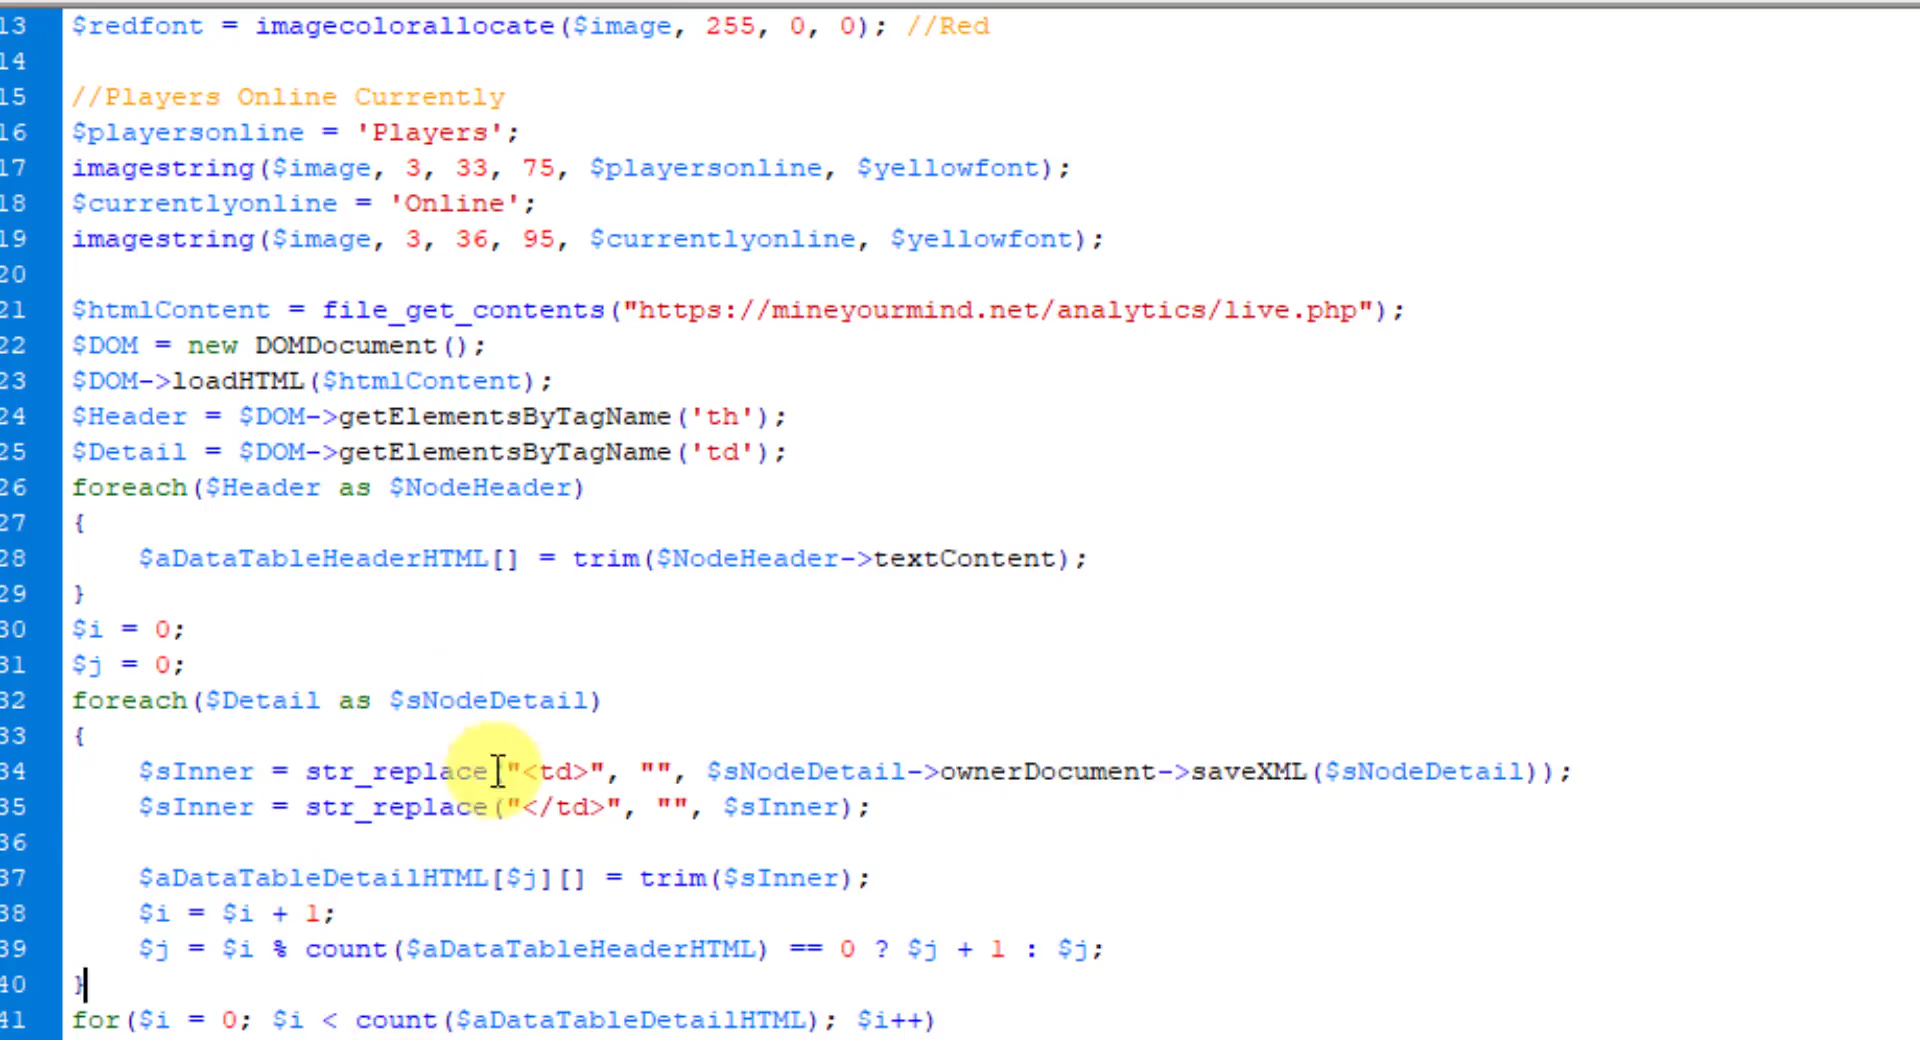 13 $redfont = imagecolorallocate($image, 255, 0, 0); //Red
14
15 //Players Online Currently
16 $playersonline = 'Players';
17 imagestring($image, 3, 33, 75, $playersonline, $yellowfont);
18 $currentlyonline = 'Online';
19 imagestring($image, 3, 36, 95, $currentlyonline, $yellowfont);
20
21 $htmlContent = file_get_contents("https://mineyourmind.net/analytics/live.php");
22 $DOM = new DOMDocument();
23 $DOM->loadHTML($htmlContent);
24 $Header = $DOM->getElementsByTagName('th');
25 $Detail = $DOM->getElementsByTagName('td');
26 foreach($Header as $NodeHeader)
27 {
28     $aDataTableHeaderHTML[] = trim($NodeHeader->textContent);
29 }
30 $i = 0;
31 $j = 0;
32 foreach($Detail as $sNodeDetail)
33 {
34     $sInner = str_replace("<td>", "", $sNodeDetail->ownerDocument->saveXML($sNodeDetail));
35     $sInner = str_replace("</td>", "", $sInner);
36
37     $aDataTableDetailHTML[$j][] = trim($sInner);
38     $i = $i + 1;
39     $j = $i % count($aDataTableHeaderHTML) == 0 ? $j + 1 : $j;
40 }
41 for($i = 0; $i < count($aDataTableDetailHTML); $i++)